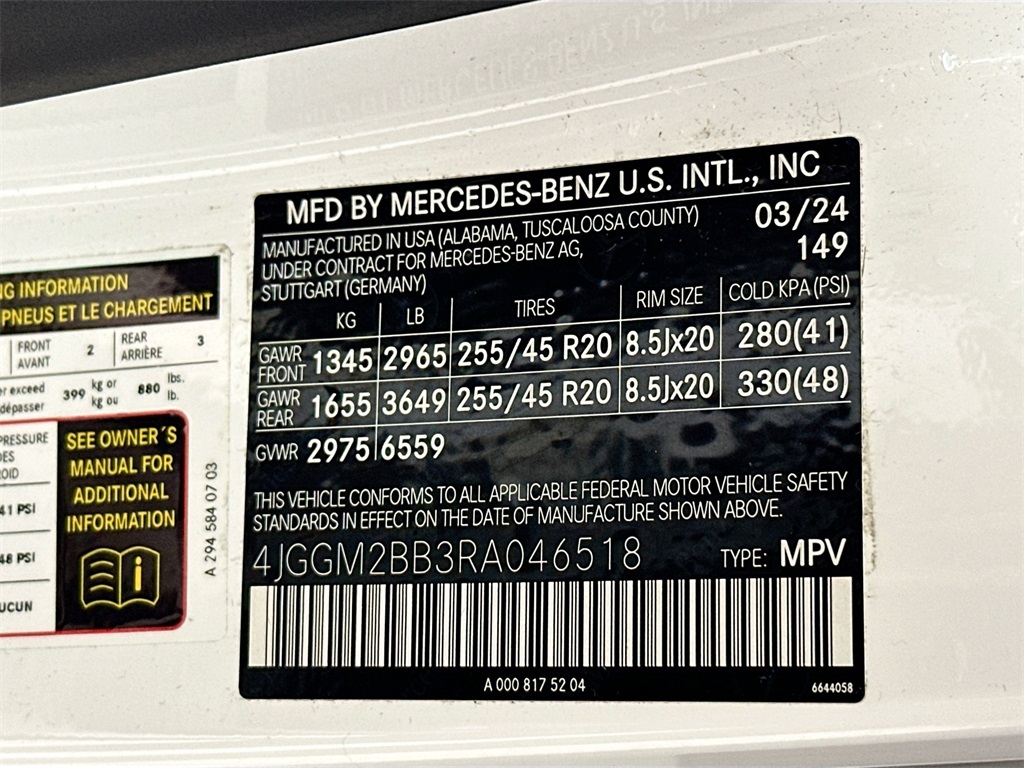 MFD BY MERCEDES-BENZ U.S. INTL., INC
MANUFACTURED IN USA (ALABAMA, TUSCALOOSA COUNTY) 03/24
UNDER CONTRACT FOR MERCEDES-BENZ AG, 149
STUTTGART (GERMANY)
KG LB TIRES RIM SIZE COLD KPA (PSI)
GAWR FRONT 1345 2965 255/45 R20 8.5Jx20 280(41)
GAWR REAR 1655 3649 255/45 R20 8.5Jx20 330(48)
GVWR 2975 6559
THIS VEHICLE CONFORMS TO ALL APPLICABLE FEDERAL MOTOR VEHICLE SAFETY
STANDARDS IN EFFECT ON THE DATE OF MANUFACTURE SHOWN ABOVE.
4JGGM2BB3RA046518 TYPE: MPV
A 000 817 52 04 6644058
INFORMATION
PNEUS ET LE CHARGEMENT
FRONT AVANT 2 REAR ARRIÈRE 3
exceed 399 kg or 880 lbs.
dépasser kg ou lb.
PRESSURE
41 PSI
48 PSI
SEE OWNER´S
MANUAL FOR
ADDITIONAL
INFORMATION
A 294 584 07 03